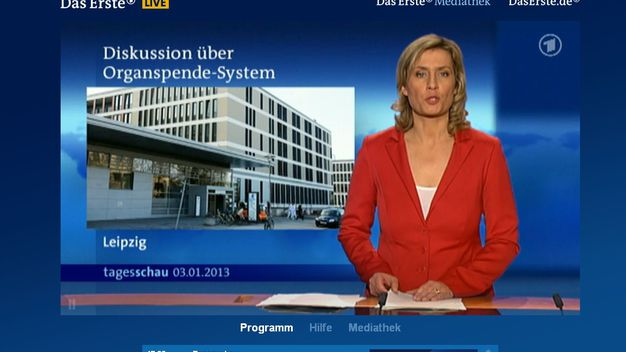 Das Erste® LIVE
Das Erste® Mediathek DasErste.de®
Diskussion über
Organspende-System
1
Leipzig
tagesschau 03.01.2013
Programm Hilfe Mediathek